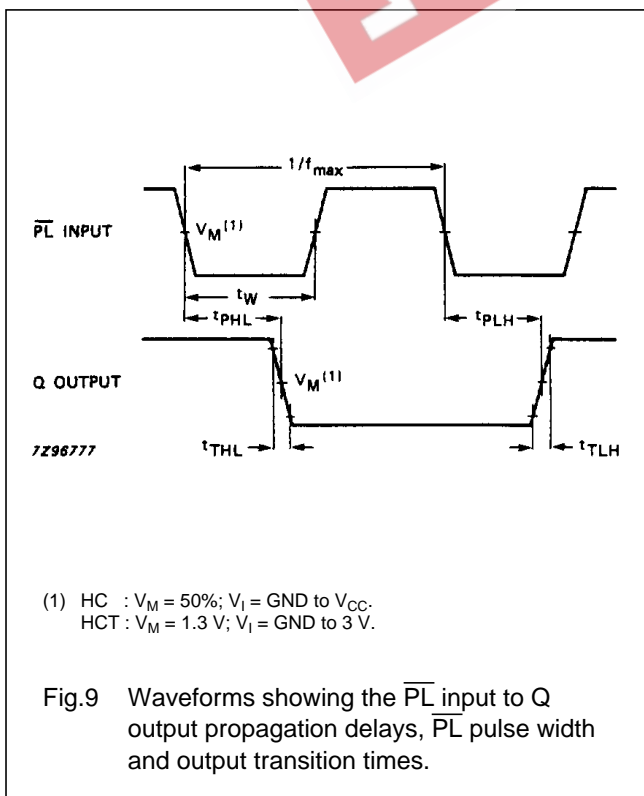 1/fmax
PL INPUT
VM(1)
tW
tPHL
tPLH
Q OUTPUT
VM(1)
7Z96777
tTHL
tTLH
(1) HC : VM = 50%; VI = GND to VCC.
HCT : VM = 1.3 V; VI = GND to 3 V.
Fig.9 Waveforms showing the PL input to Q
output propagation delays, PL pulse width
and output transition times.